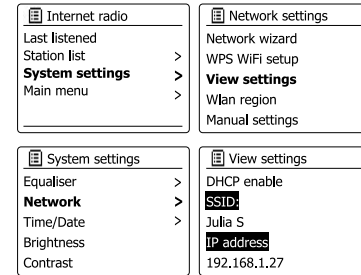 Internet radio
Last listened
Station list >
System settings >
Main menu >
Network settings
Network wizard
WPS WiFi setup
View settings
Wlan region
Manual settings
System settings
Equaliser >
Network >
Time/Date >
Brightness
Contrast
View settings
DHCP enable
SSID:
Julia S
IP address
192.168.1.27